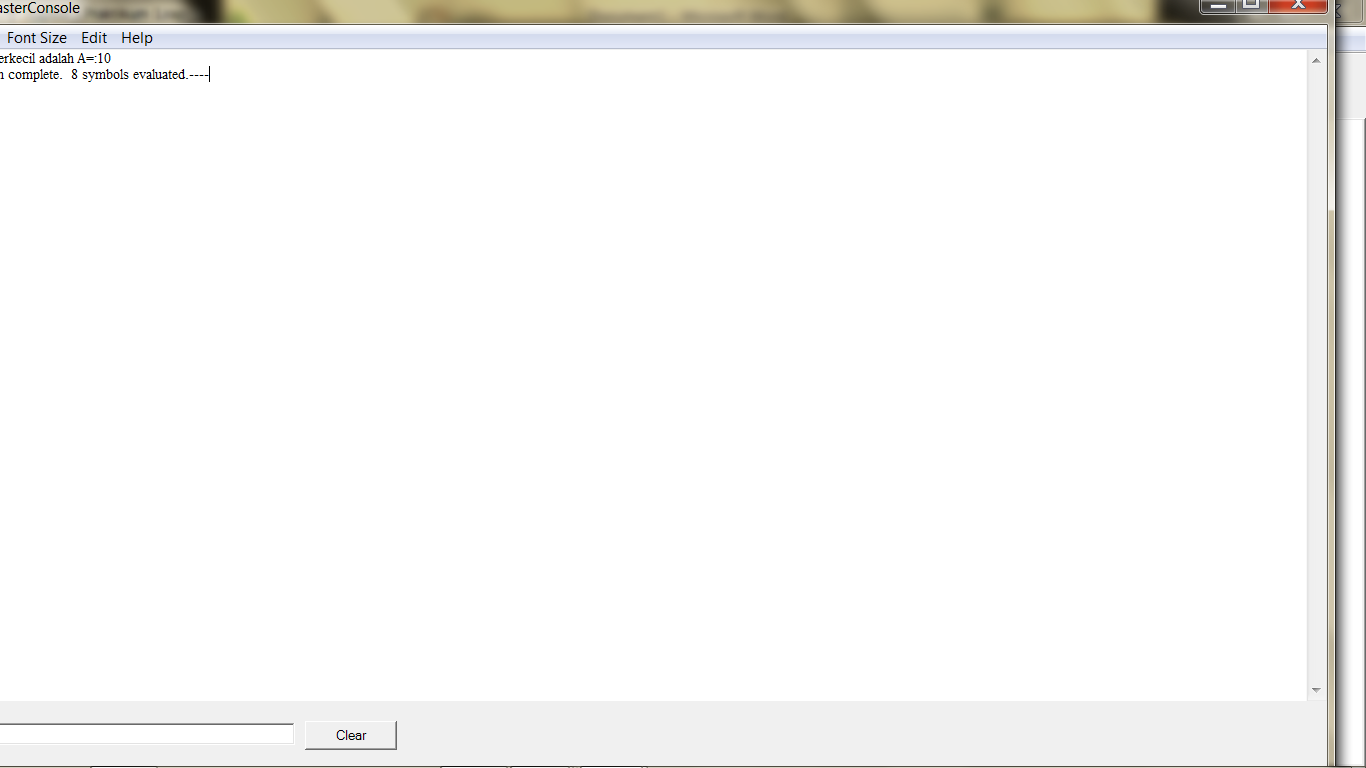 asterConsole
Font Size Edit Help
erkecil adalah A=:10
n complete.  8 symbols evaluated.----
Clear